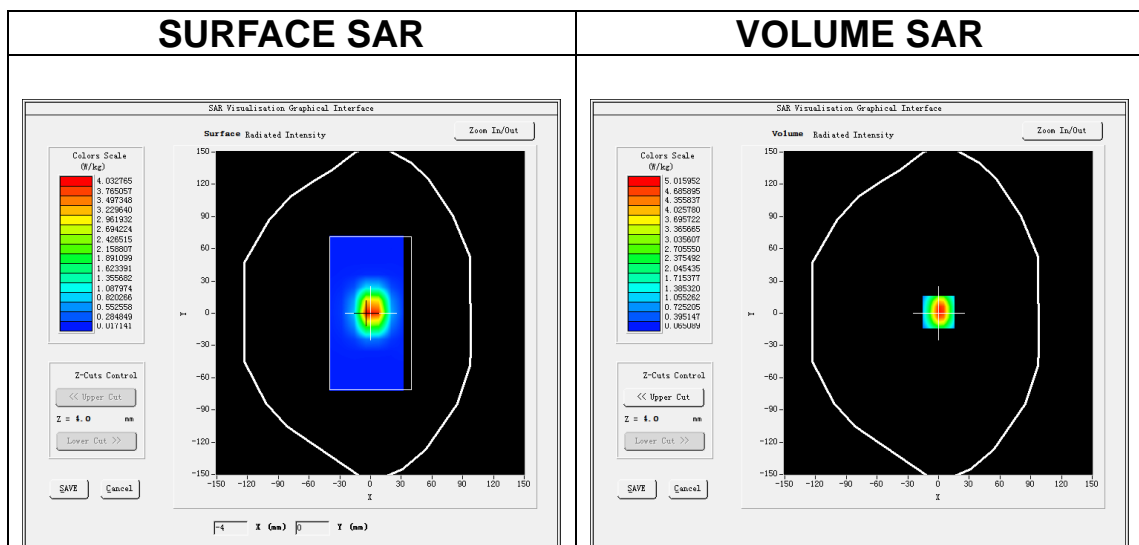 SURFACE SAR
VOLUME SAR
SAR Visualisation Graphical Interface
Surface Radiated Intensity
Zoom In/Out
Colors Scale
(W/kg)
4.032765
3.765057
3.497348
3.229640
2.961932
2.694224
2.426515
2.158807
1.891099
1.623391
1.355682
1.087974
0.820266
0.552558
0.284849
0.017141
Z-Cuts Control
<< Upper Cut
Z = 4.0 mm
Lower Cut >>
SAVE
Cancel
150
120
90
60
30
0
-30
-60
-90
-120
-150
Y
-150 -120 -90 -60 -30 0 30 60 90 120 150
X
-4 X (mm) 0 Y (mm)
SAR Visualisation Graphical Interface
Volume Radiated Intensity
Zoom In/Out
Colors Scale
(W/kg)
5.015952
4.685895
4.355837
4.025780
3.695722
3.365665
3.035607
2.705550
2.375492
2.045435
1.715377
1.385320
1.055262
0.725205
0.395147
0.065089
Z-Cuts Control
<< Upper Cut
Z = 4.0 mm
Lower Cut >>
SAVE
Cancel
150
120
90
60
30
0
-30
-60
-90
-120
-150
Y
-150 -120 -90 -60 -30 0 30 60 90 120 150
X